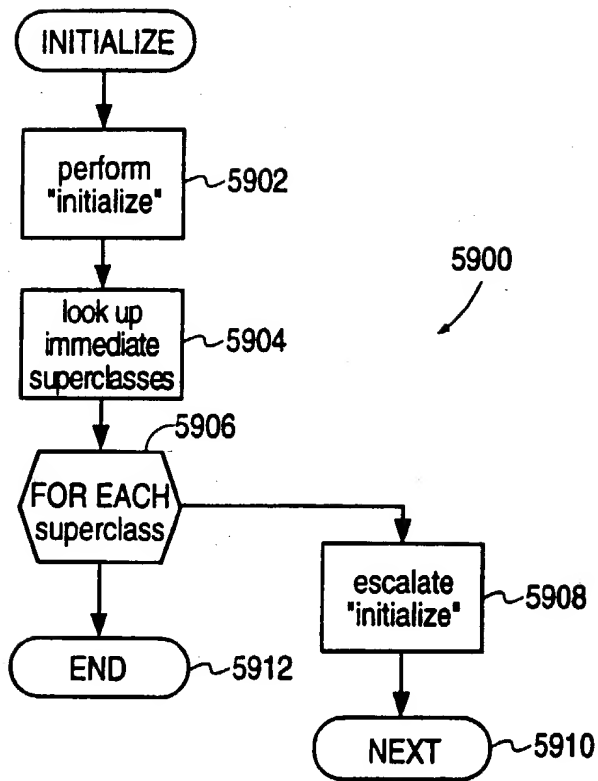 INITIALIZE
perform
"initialize"
5902
5900
look up
immediate
superclasses
5904
5906
FOR EACH
superclass
escalate
"initialize"
5908
END
5912
NEXT
5910